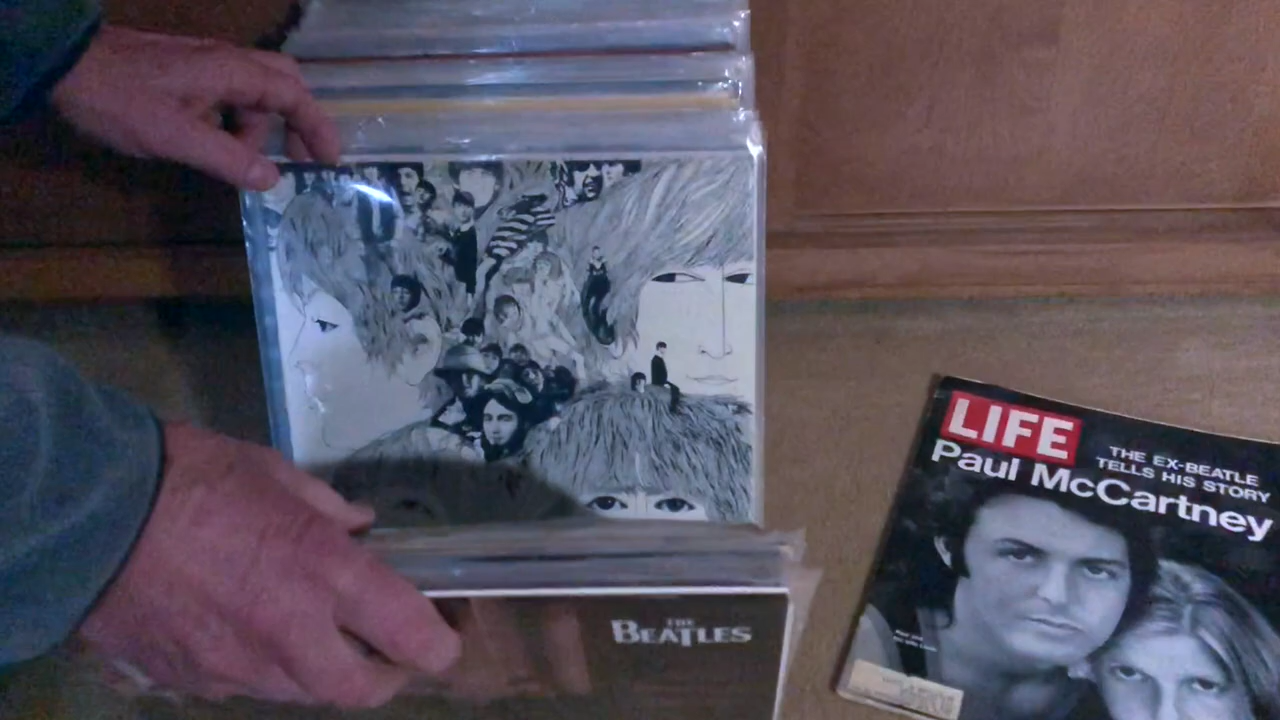 THE
BEATLES
LIFE
THE EX-BEATLE
TELLS HIS STORY
Paul McCartney